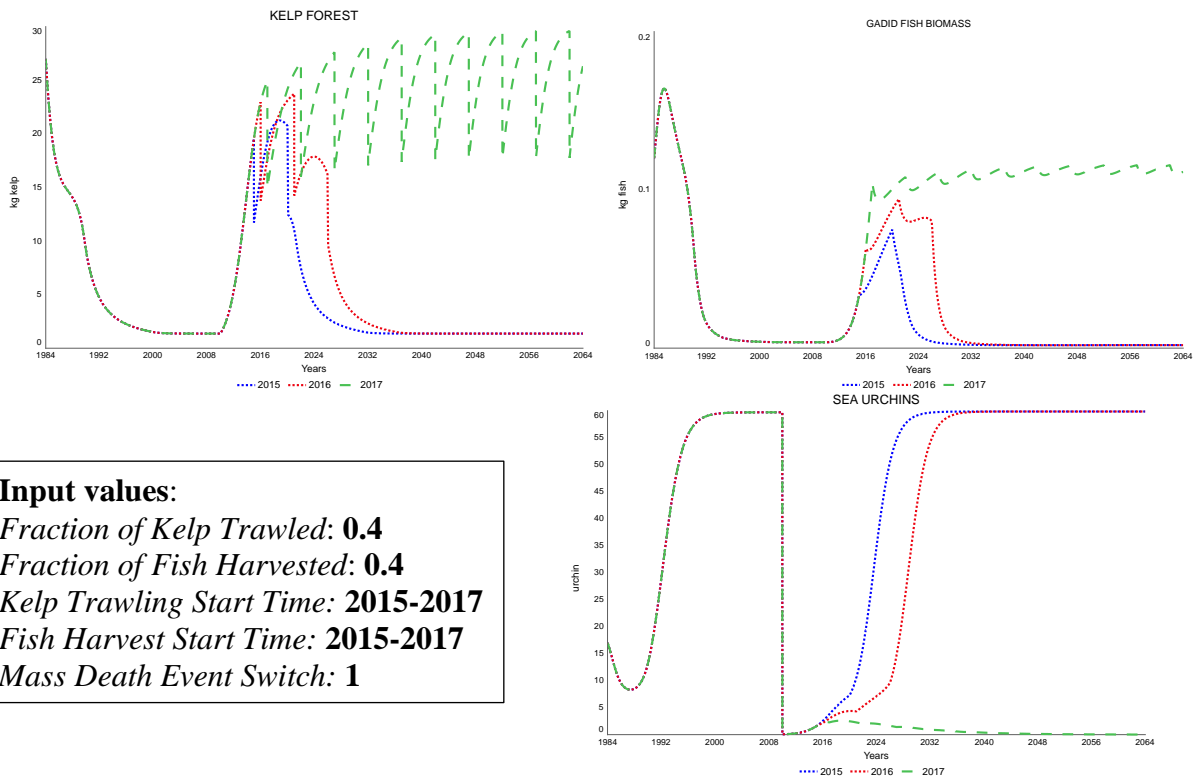 KELP FOREST
30
25
20
15
10
5
0
kg kelp
1984 1992 2000 2008 2016 2024 2032 2040 2048 2056 2064
Years
2015 2016 2017
GADID FISH BIOMASS
0.2
0.1
0
kg fish
1984 1992 2000 2008 2016 2024 2032 2040 2048 2056 2064
Years
2015 2016 2017
SEA URCHINS
60
55
50
45
40
35
30
25
20
15
10
5
0
urchin
1984 1992 2000 2008 2016 2024 2032 2040 2048 2056 2064
Years
2015 2016 2017
Input values:
Fraction of Kelp Trawled: 0.4
Fraction of Fish Harvested: 0.4
Kelp Trawling Start Time: 2015-2017
Fish Harvest Start Time: 2015-2017
Mass Death Event Switch: 1